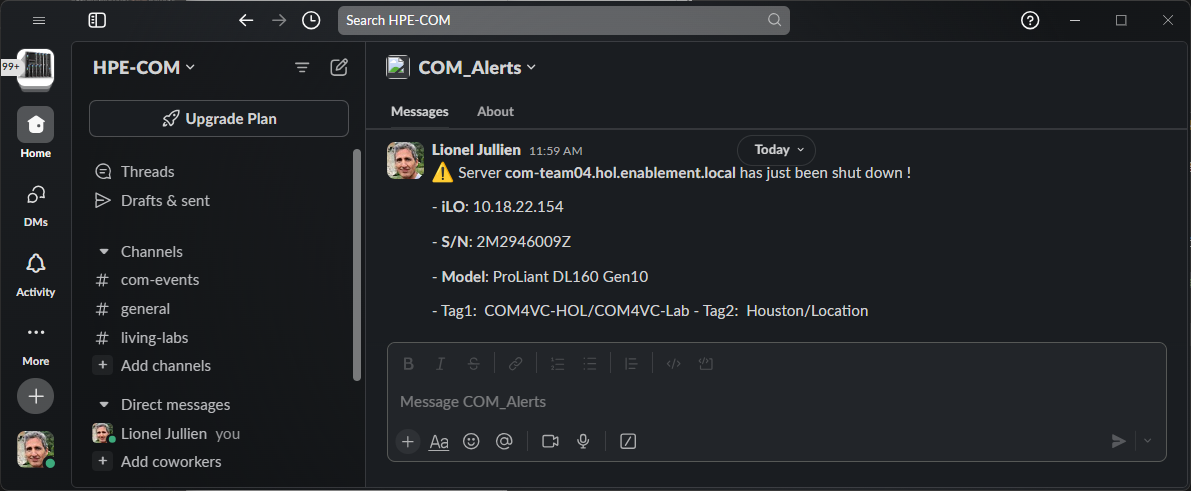 Search HPE-COM
99+
HPE-COM
COM_Alerts
Upgrade Plan
Messages About
Home
Lionel Jullien 11:59 AM
Today
Server com-team04.hol.enablement.local has just been shut down !
- iLO: 10.18.22.154
- S/N: 2M2946009Z
- Model: ProLiant DL160 Gen10
- Tag1: COM4VC-HOL/COM4VC-Lab - Tag2: Houston/Location
Threads
Drafts & sent
DMs
Channels
# com-events
# general
# living-labs
+ Add channels
Activity
More
Direct messages
Lionel Jullien you
+ Add coworkers
B I S
Message COM_Alerts
+ Aa @